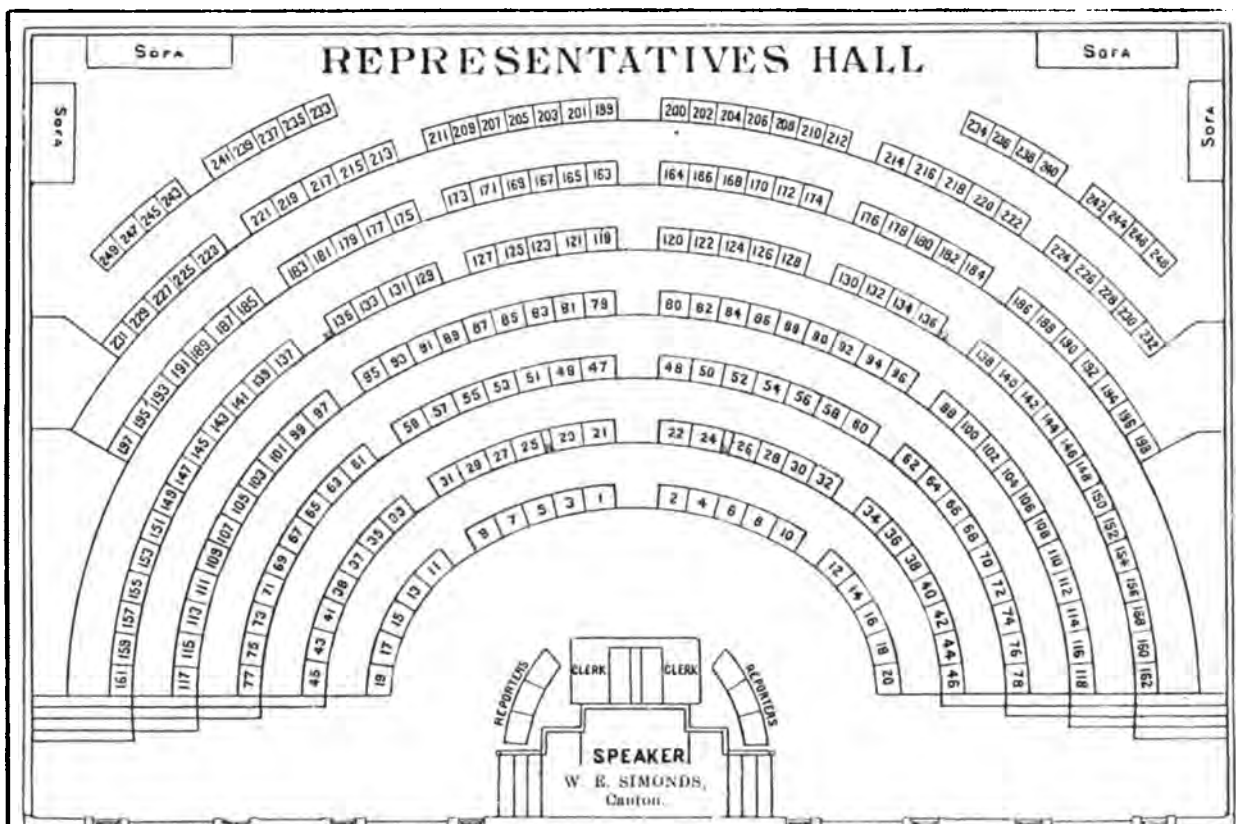 SOFA
SOFA
REPRESENTATIVES HALL
SOFA
SOFA
249 247 245 243 241 239 237 235 233
234 236 238 240 242 244 246 248
231 229 227 225 223 221 219 217 215 213 211 209 207 205 203 201 199
200 202 204 206 208 210 212 214 216 218 220 222 224 226 228 230 232
197 195 193 191 189 187 185 183 181 179 177 175 173 171 169 167 165 163
164 166 168 170 172 174 176 178 180 182 184 186 188 190 192 194 196 198
161 159 157 155 153 151 149 147 145 143 141 139 137 135 133 131 129 127 125 123 121 119
120 122 124 126 128 130 132 134 136 138 140 142 144 146 148 150 152 154 156 158 160 162
117 115 113 111 109 107 105 103 101 99 97 95 93 91 89 87 85 83 81 79
80 82 84 86 88 90 92 94 96 98 100 102 104 106 108 110 112 114 116 118
77 75 73 71 69 67 65 63 61 59 57 55 53 51 49 47
48 50 52 54 56 58 60 62 64 66 68 70 72 74 76 78
45 43 41 39 37 35 33 31 29 27 25 23 21
22 24 26 28 30 32 34 36 38 40 42 44 46
19 17 15 13 11 9 7 5 3 1
2 4 6 8 10 12 14 16 18 20
REPORTERS
CLERK
CLERK
REPORTERS
SPEAKER
W. E. SIMONDS,
Canton.